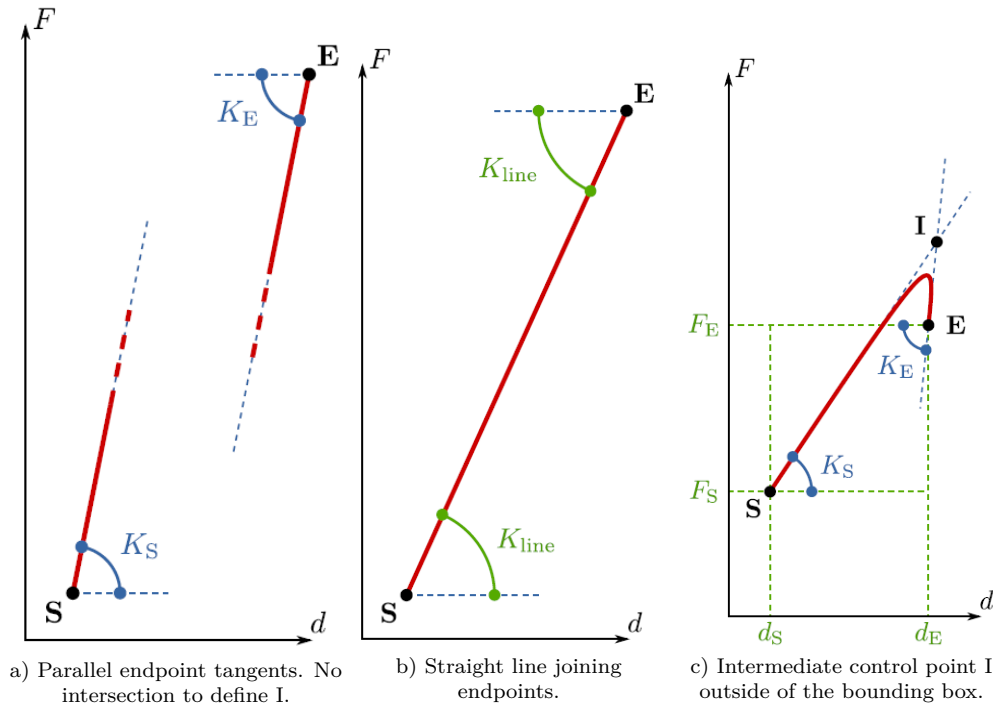 F
E
K_E
K_S
S
d
a) Parallel endpoint tangents. No
intersection to define I.
F
E
K_line
K_line
S
d
b) Straight line joining
endpoints.
F
I
F_E
E
K_E
K_S
F_S
S
d
d_S
d_E
c) Intermediate control point I
outside of the bounding box.